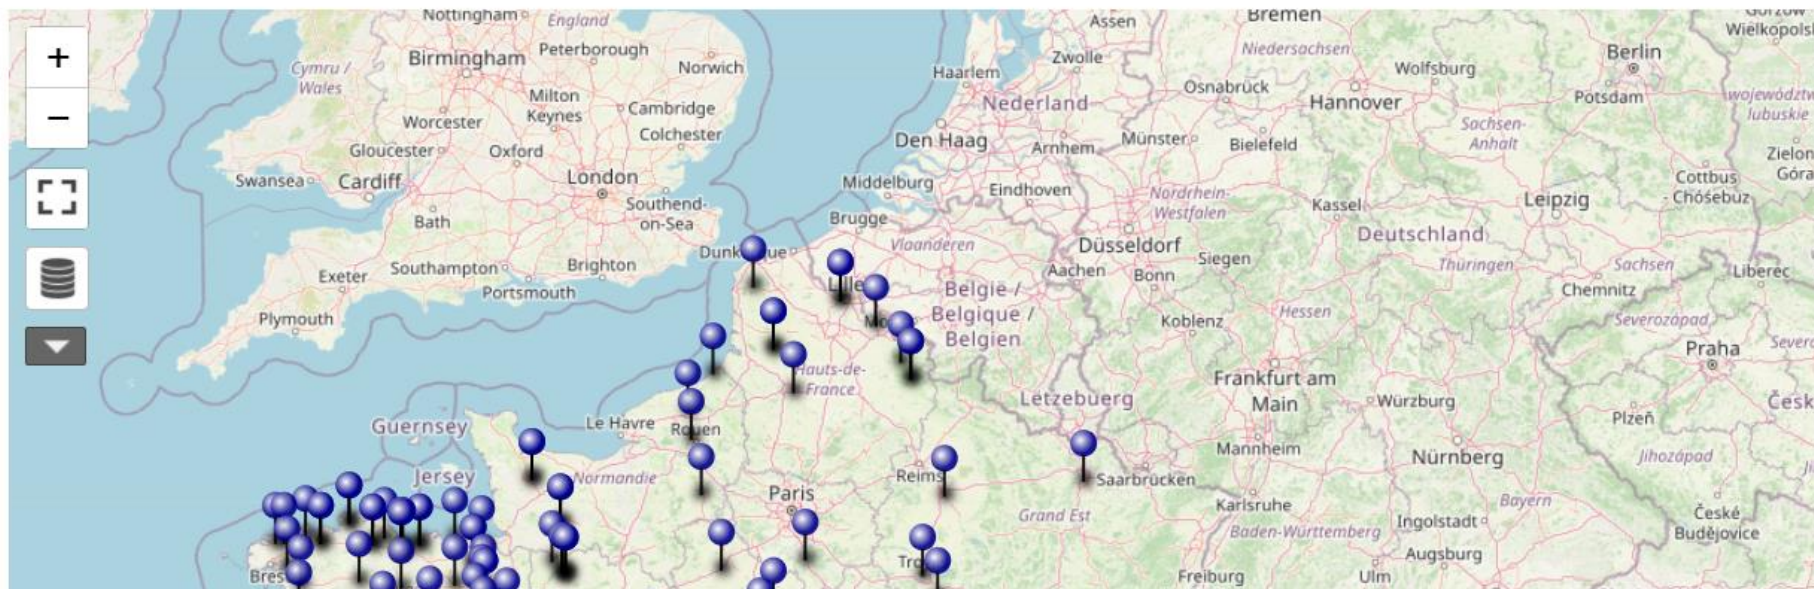 +
−
Nottingham
England
Birmingham
Peterborough
Norwich
Cymru /
Wales
Milton
Keynes
Cambridge
Worcester
Colchester
Gloucester
Oxford
Swansea
Cardiff
London
Southend-
on-Sea
Bath
Exeter
Southampton
Brighton
Portsmouth
Plymouth
Guernsey
Jersey
Assen
Bremen
Zwolle
Niedersachsen
Haarlem
Nederland
Osnabrück
Hannover
Wolfsburg
Berlin
Potsdam
Wielkopolski
województwo
lubuskie
Den Haag
Arnhem
Münster
Bielefeld
Sachsen-
Anhalt
Zielona
Góra
Middelburg
Eindhoven
Nordrhein-
Westfalen
Kassel
Leipzig
Cottbus
- Chóśebuz
Brugge
Vlaanderen
Düsseldorf
Deutschland
Aachen
Bonn
Siegen
Thüringen
Sachsen
Chemnitz
Liberec
België /
Belgique /
Belgien
Koblenz
Hessen
Severozápad
Praha
Hauts-de-
France
Lëtzebuerg
Frankfurt am
Main
Würzburg
Plzeň
Le Havre
Rouen
Normandie
Mannheim
Nürnberg
Jihozápad
Reims
Saarbrücken
Paris
Karlsruhe
Bayern
Grand Est
Baden-Württemberg
Ingolstadt
České
Budějovice
Augsburg
Freiburg
Ulm
Lille